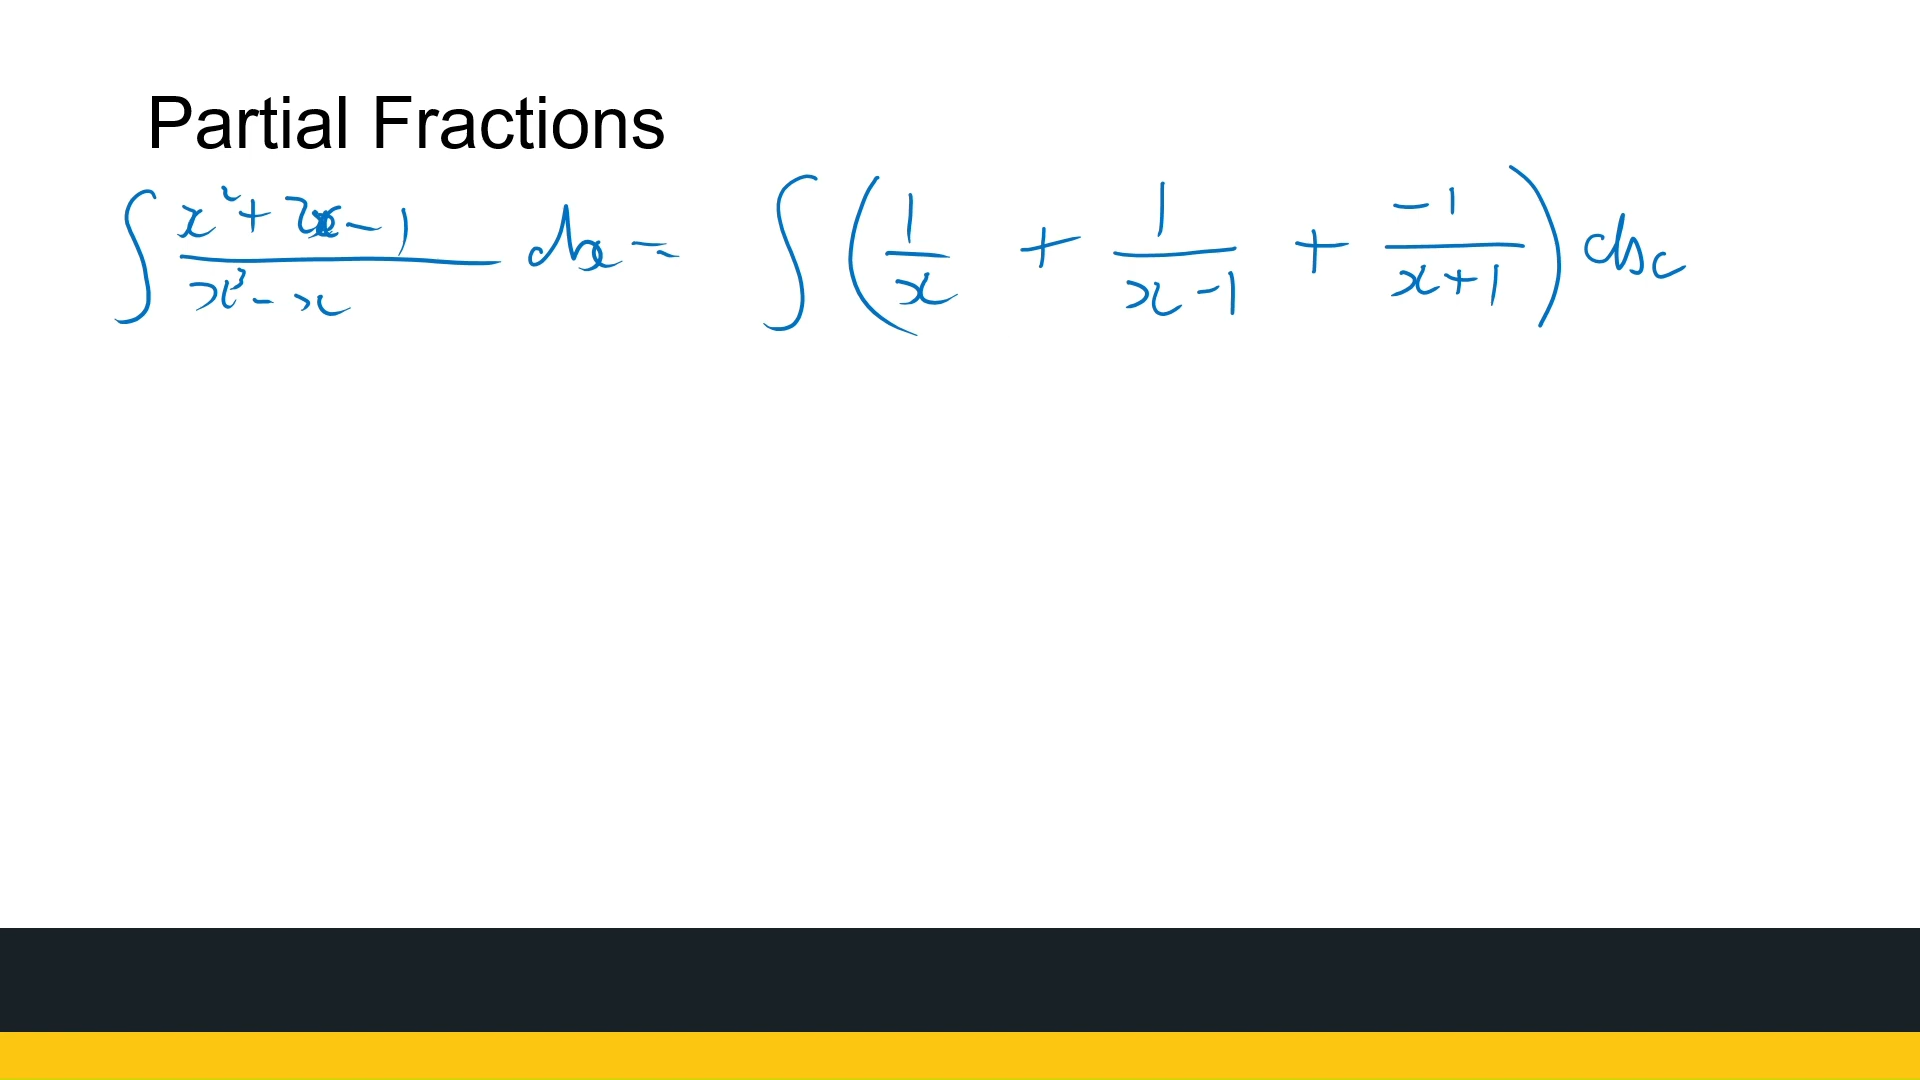 Partial Fractions
∫ (x² + 2x − 1)/(x³ − x) dx = ∫ (1/x + 1/(x−1) + −1/(x+1)) dx